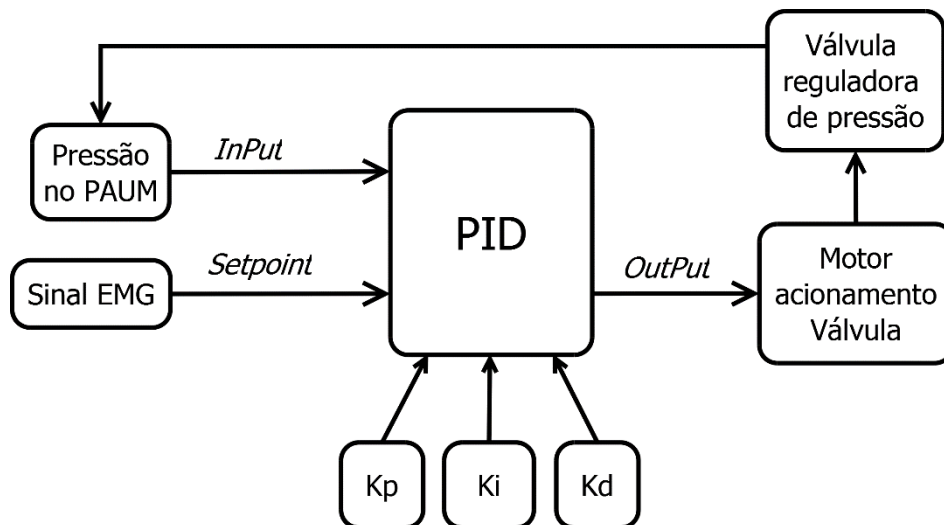 Válvula
reguladora
de pressão
Pressão
no PAUM
InPut
PID
Sinal EMG
Setpoint
OutPut
Motor
acionamento
Válvula
Kp
Ki
Kd